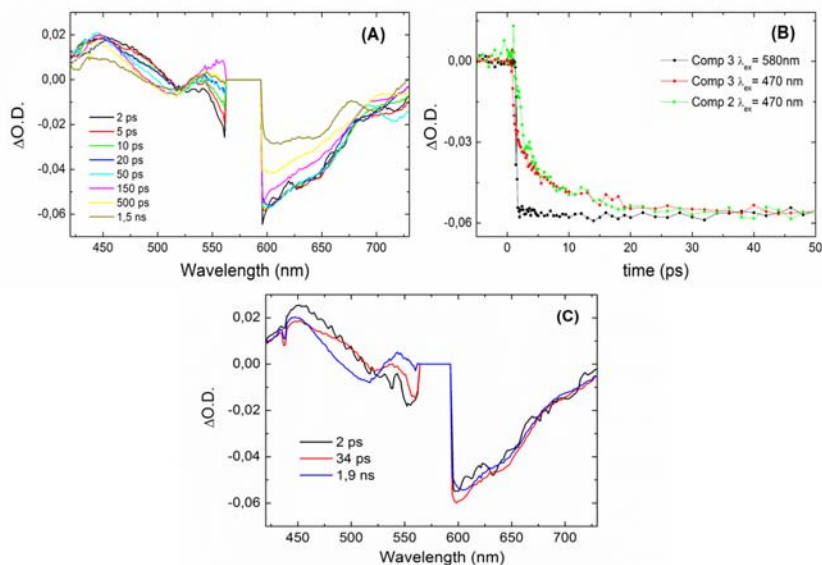 (A)
0,02
0,00
-0,02
-0,04
-0,06
ΔO.D.
2 ps
5 ps
10 ps
20 ps
50 ps
150 ps
500 ps
1,5 ns
450 500 550 600 650 700
Wavelength (nm)
(B)
0,00
-0,03
-0,06
ΔO.D.
Comp 3 λex = 580nm
Comp 3 λex = 470 nm
Comp 2 λex = 470 nm
0 10 20 30 40 50
time (ps)
(C)
0,02
0,00
-0,02
-0,04
-0,06
ΔO.D.
2 ps
34 ps
1,9 ns
450 500 550 600 650 700
Wavelength (nm)